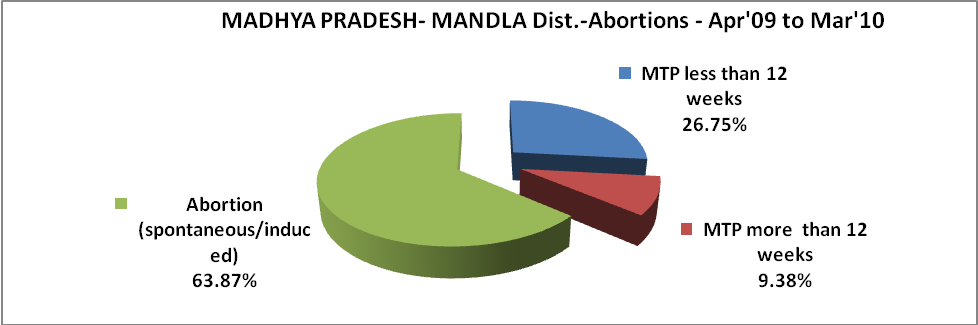 MADHYA PRADESH- MANDLA Dist.-Abortions - Apr'09 to Mar'10
MTP less than 12
weeks
26.75%
Abortion
(spontaneous/induc
ed)
63.87%
MTP more than 12
weeks
9.38%